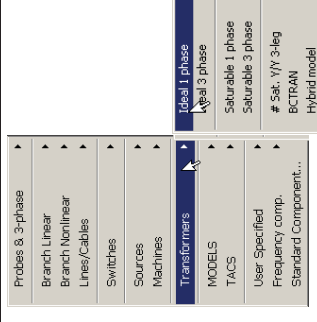 Probes & 3-phase
Branch Linear
Branch Nonlinear
Lines/Cables
Switches
Sources
Machines
Transformers
MODELS
TACS
User Specified
Frequency comp.
Standard Component...
Ideal 1 phase
Ideal 3 phase
Saturable 1 phase
Saturable 3 phase
# Sat. Y/Y 3-leg
BCTRAN
Hybrid model